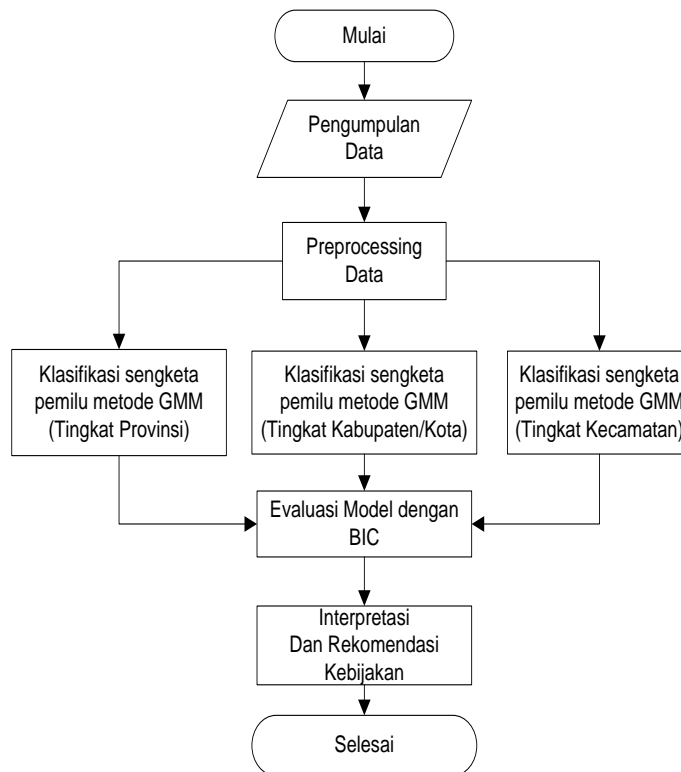 Mulai
Pengumpulan
Data
Preprocessing
Data
Klasifikasi sengketa
pemilu metode GMM
(Tingkat Provinsi)
Klasifikasi sengketa
pemilu metode GMM
(Tingkat Kabupaten/Kota)
Klasifikasi sengketa
pemilu metode GMM
(Tingkat Kecamatan)
Evaluasi Model dengan
BIC
Interpretasi
Dan Rekomendasi
Kebijakan
Selesai